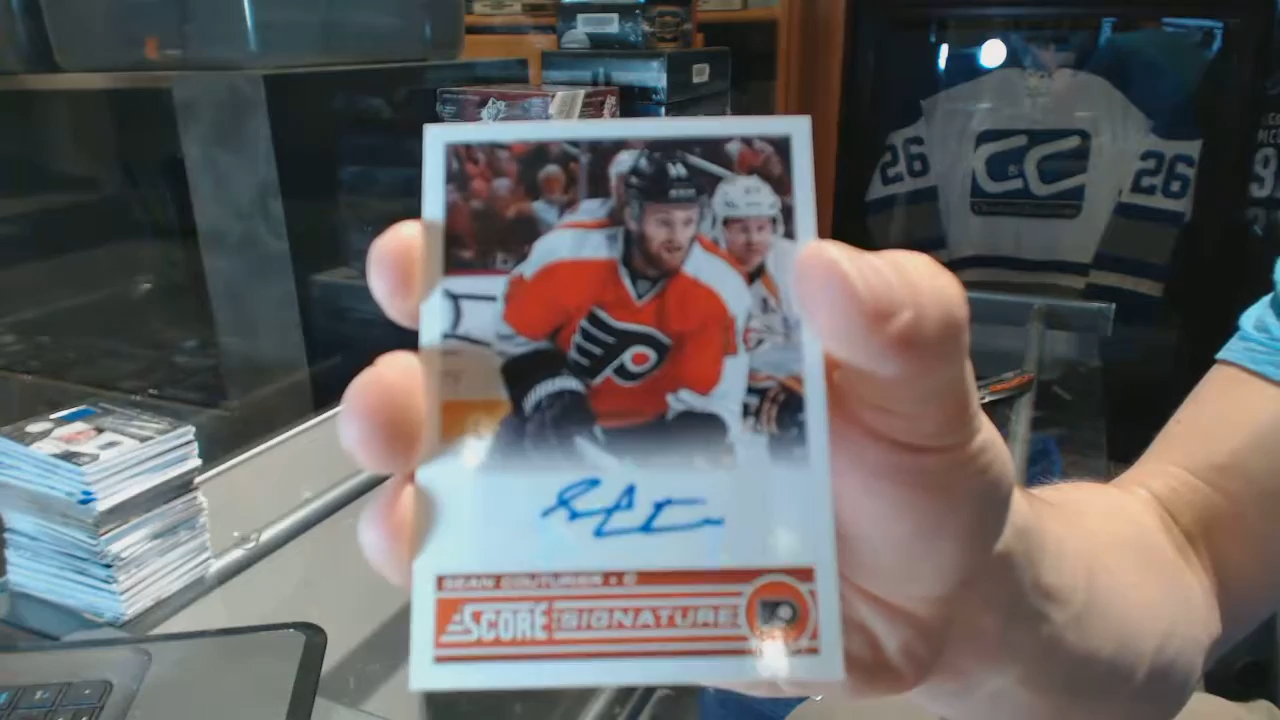 26
C&C
26
SEAN COUTURIER • C
SCORE SIGNATURE